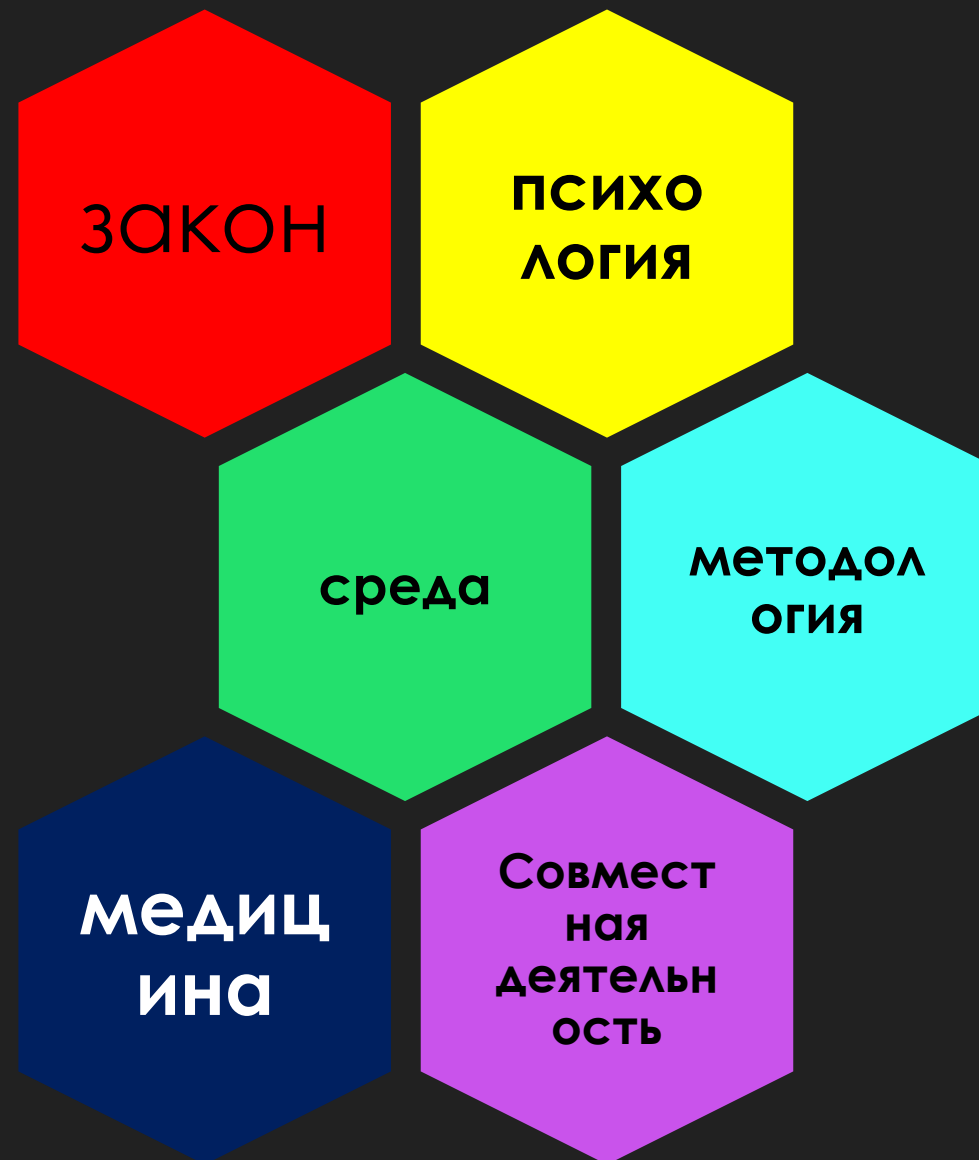 закон
психо
логия
среда
методол
огия
медиц
ина
Совмест
ная
деятельн
ость